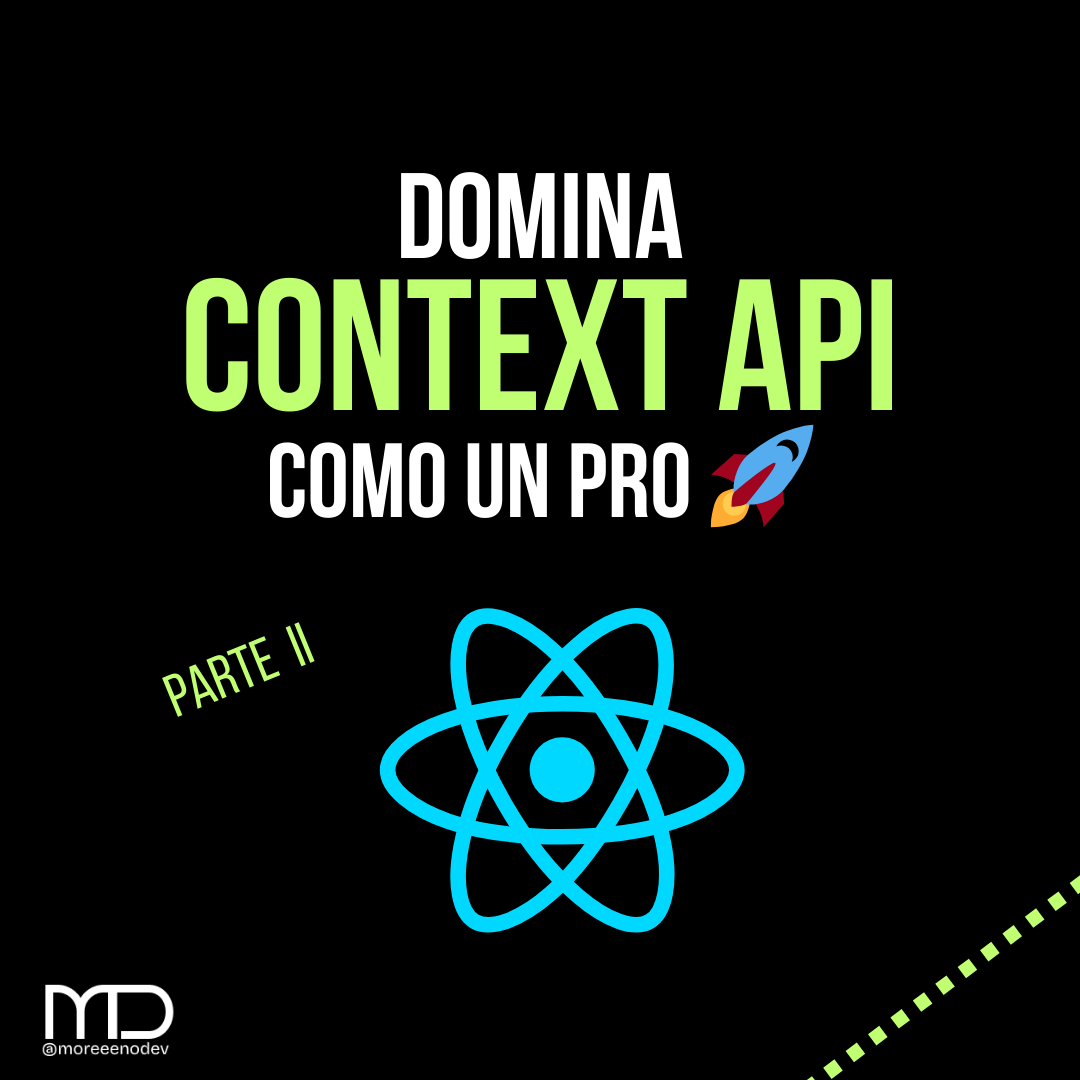 DOMINA
CONTEXT API
COMO UN PRO 🚀
PARTE II
MD
@moreeenodev